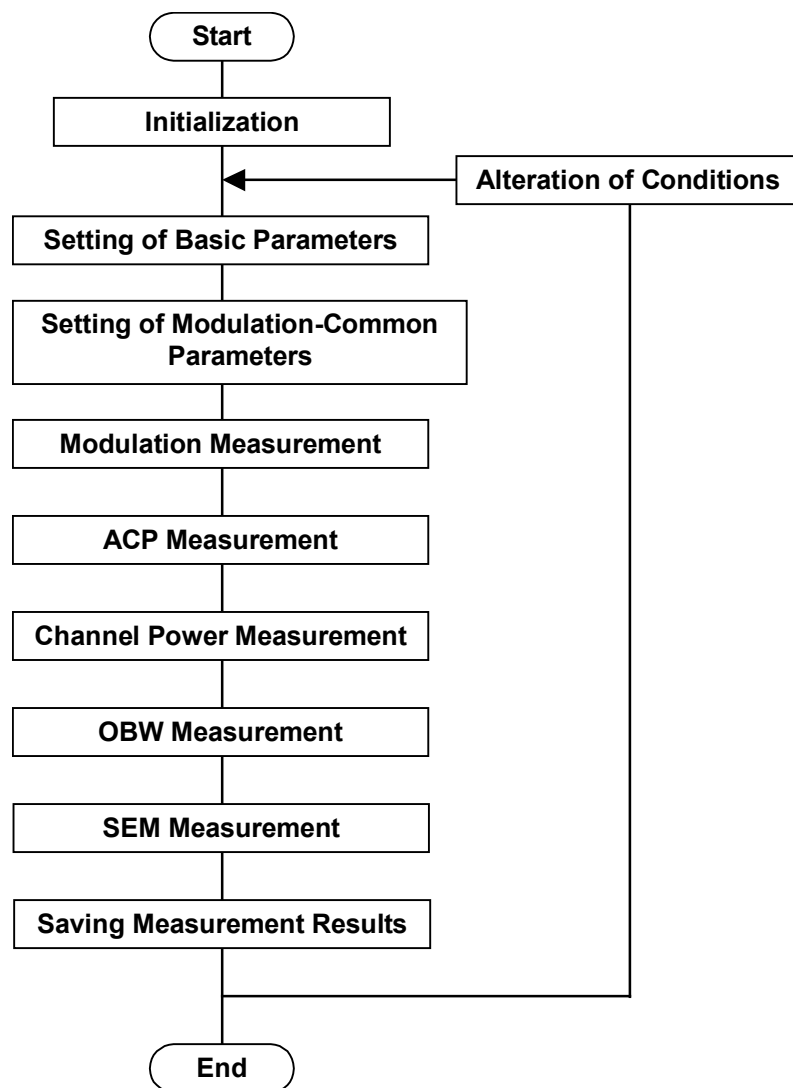 Start
Initialization
Alteration of Conditions
Setting of Basic Parameters
Setting of Modulation-Common
Parameters
Modulation Measurement
ACP Measurement
Channel Power Measurement
OBW Measurement
SEM Measurement
Saving Measurement Results
End